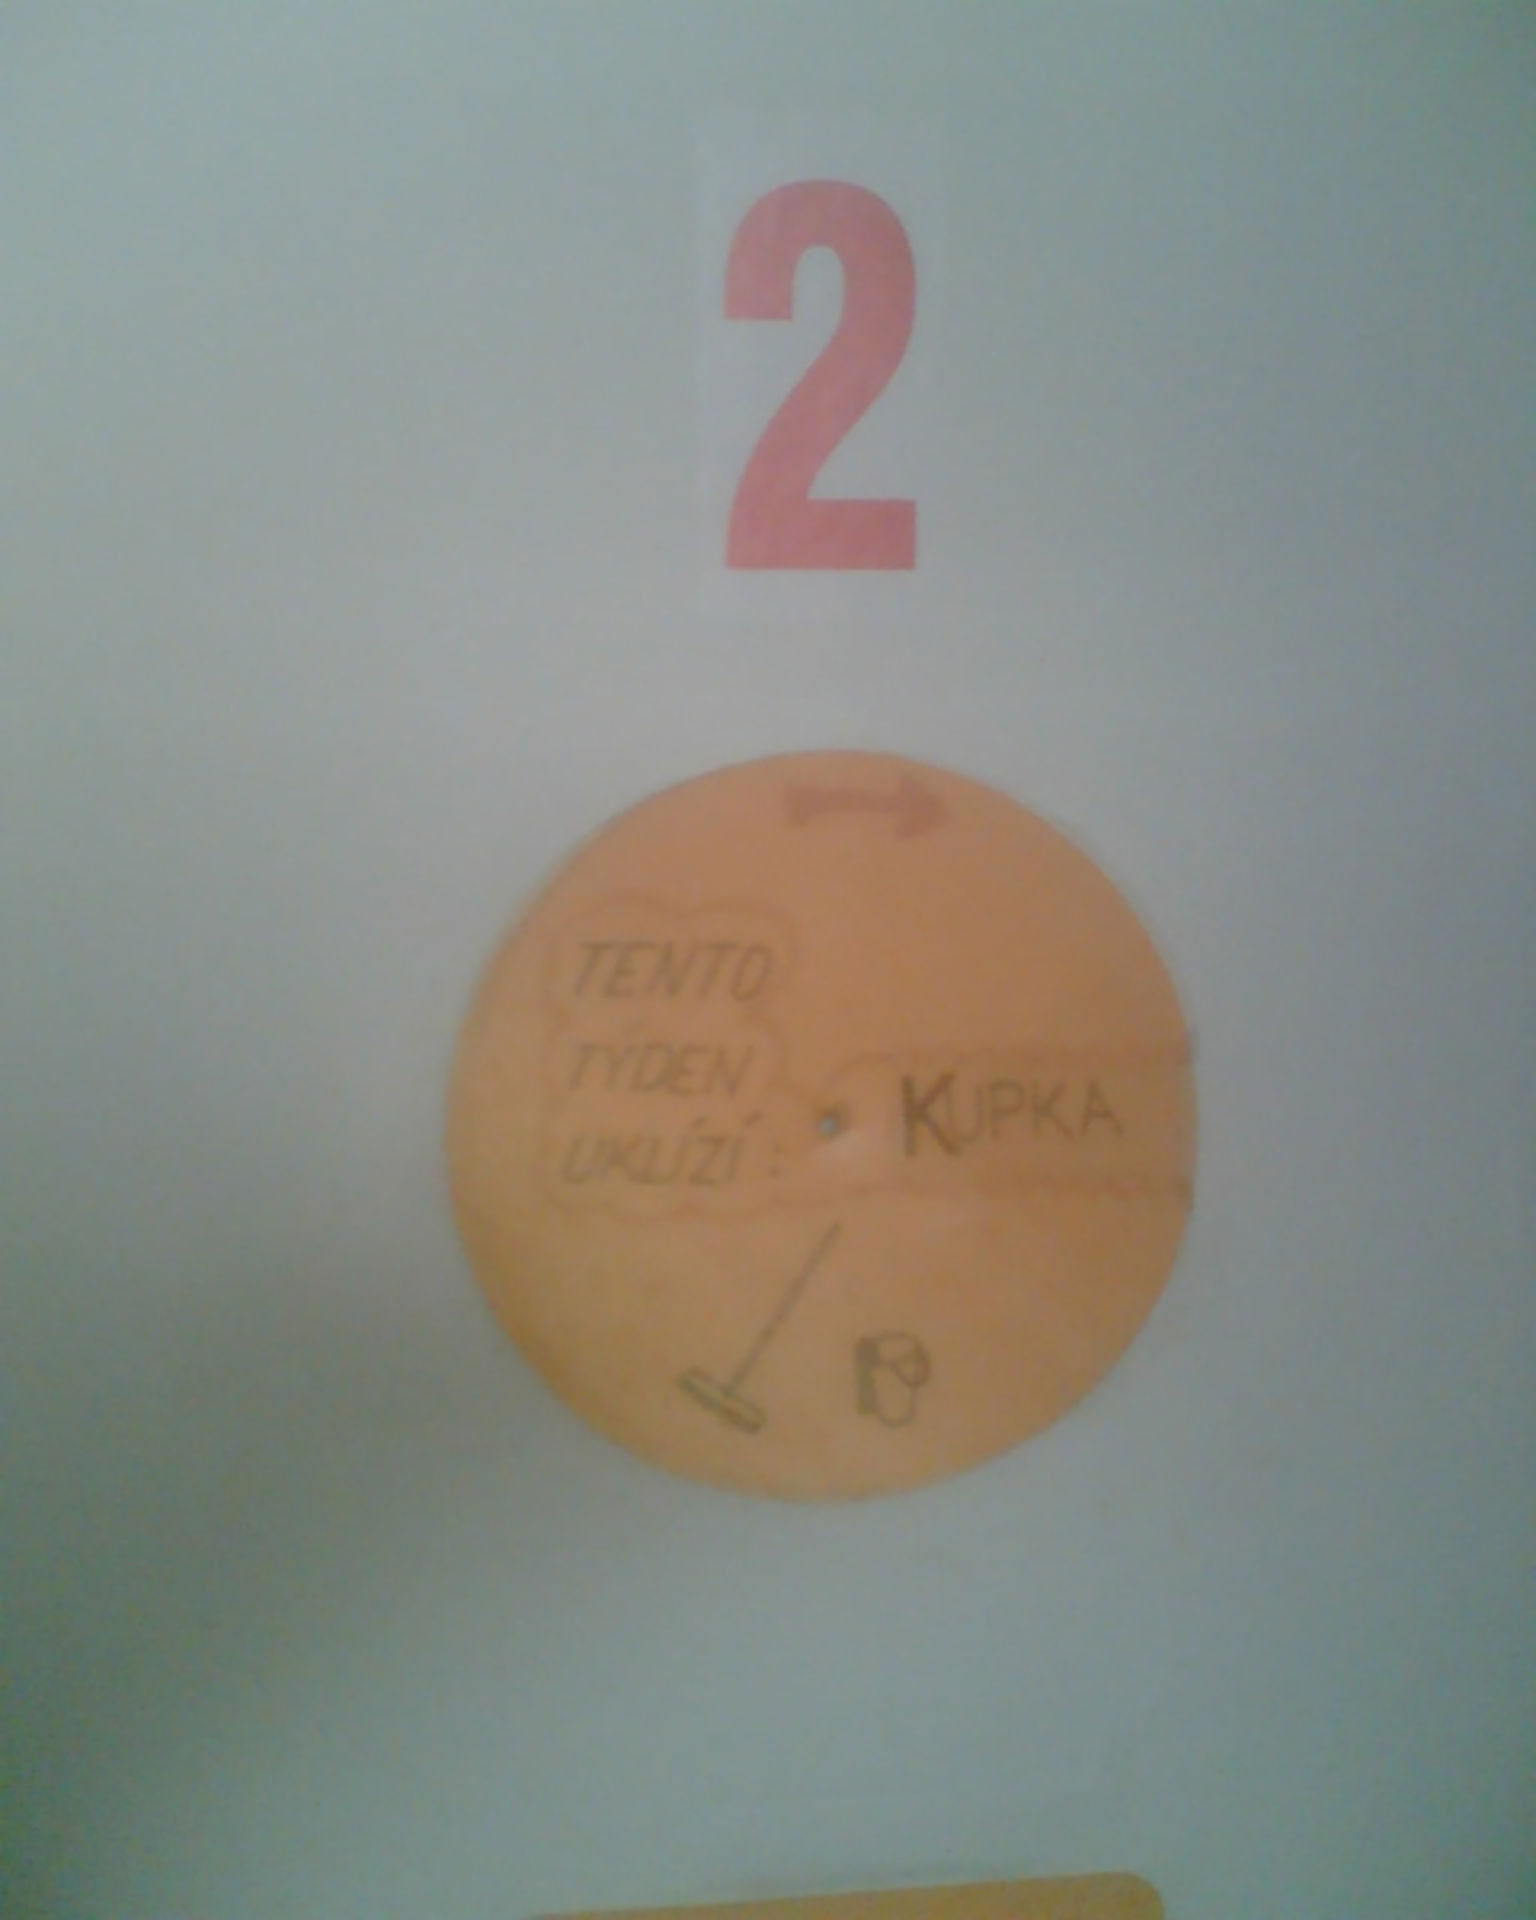 2
TENTO
TÝDEN
UKLÍZÍ:
KUPKA